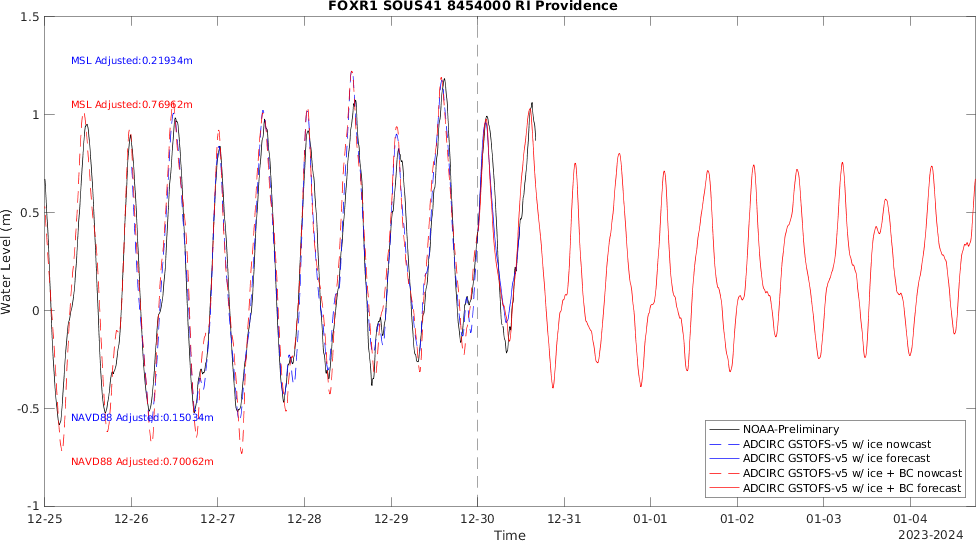 FOXR1 SOUS41 8454000 RI Providence
1.5
1
0.5
0
-0.5
-1
Water Level (m)
MSL Adjusted:0.21934m
MSL Adjusted:0.76962m
NAVD88 Adjusted:0.15034m
NAVD88 Adjusted:0.70062m
NOAA-Preliminary
ADCIRC GSTOFS-v5 w/ ice nowcast
ADCIRC GSTOFS-v5 w/ ice forecast
ADCIRC GSTOFS-v5 w/ ice + BC nowcast
ADCIRC GSTOFS-v5 w/ ice + BC forecast
12-25 12-26 12-27 12-28 12-29 12-30 12-31 01-01 01-02 01-03 01-04
Time
2023-2024